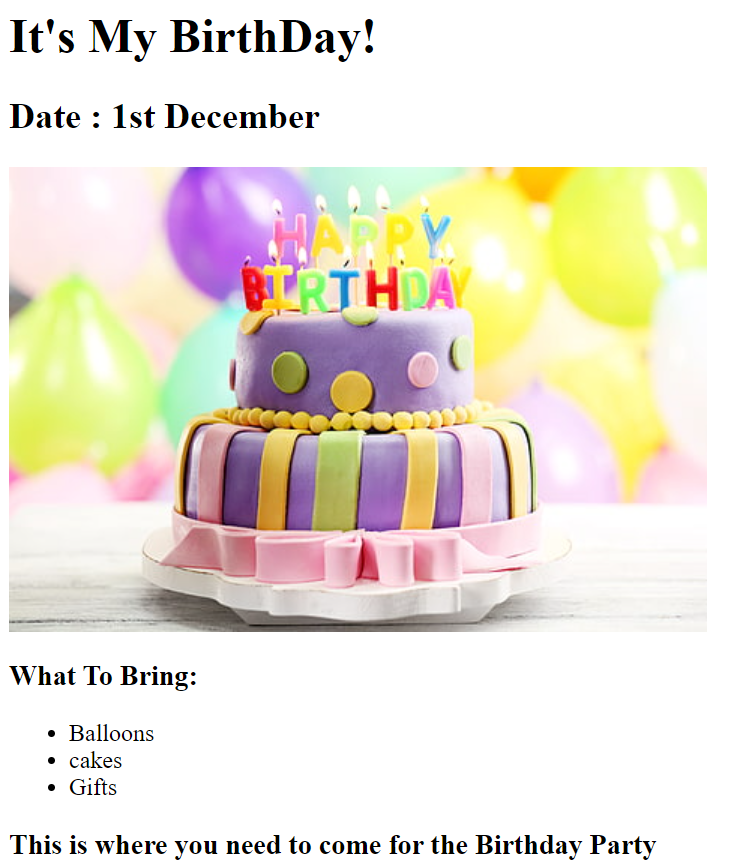 It's My BirthDay!
Date : 1st December
HAPPY
BIRTHDAY
What To Bring:
Balloons
cakes
Gifts
This is where you need to come for the Birthday Party